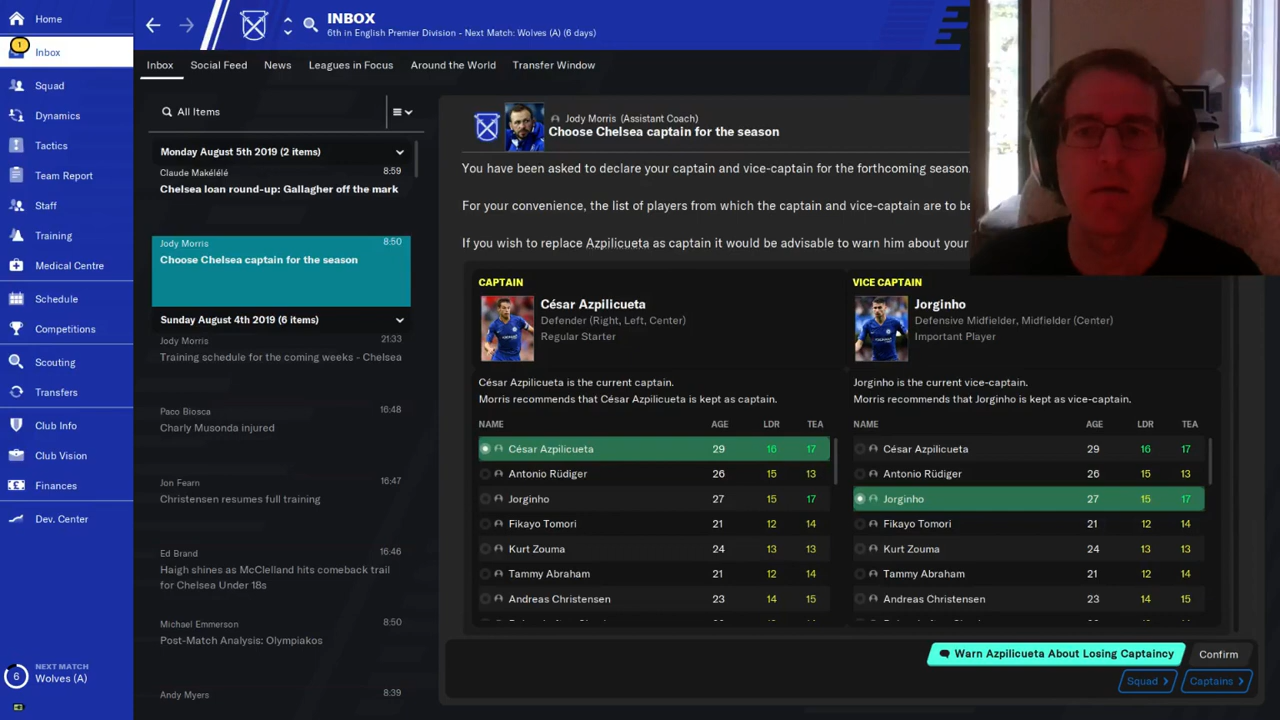 Home
1
Inbox
Squad
Dynamics
Tactics
Team Report
Staff
Training
Medical Centre
Schedule
Competitions
Scouting
Transfers
Club Info
Club Vision
Finances
Dev. Center
6
NEXT MATCH
Wolves (A)
INBOX
6th in English Premier Division - Next Match: Wolves (A) (6 days)
Inbox
Social Feed
News
Leagues in Focus
Around the World
Transfer Window
All Items
Monday August 5th 2019 (2 items)
Claude Makélélé 8:59
Chelsea loan round-up: Gallagher off the mark
Jody Morris 8:50
Choose Chelsea captain for the season
Sunday August 4th 2019 (6 items)
Jody Morris 21:33
Training schedule for the coming weeks - Chelsea
Paco Biosca 16:48
Charly Musonda injured
Jon Fearn 16:47
Christensen resumes full training
Ed Brand 16:46
Haigh shines as McClelland hits comeback trail
for Chelsea Under 18s
Michael Emmerson 8:50
Post-Match Analysis: Olympiakos
Andy Myers 8:39
Jody Morris (Assistant Coach)
Choose Chelsea captain for the season
You have been asked to declare your captain and vice-captain for the forthcoming season.
For your convenience, the list of players from which the captain and vice-captain are to be
If you wish to replace Azpilicueta as captain it would be advisable to warn him about your
CAPTAIN
César Azpilicueta
Defender (Right, Left, Center)
Regular Starter
César Azpilicueta is the current captain.
Morris recommends that César Azpilicueta is kept as captain.
NAME AGE LDR TEA
César Azpilicueta 29 16 17
Antonio Rüdiger 26 15 13
Jorginho 27 15 17
Fikayo Tomori 21 12 14
Kurt Zouma 24 13 13
Tammy Abraham 21 12 14
Andreas Christensen 23 14 15
VICE CAPTAIN
Jorginho
Defensive Midfielder, Midfielder (Center)
Important Player
Jorginho is the current vice-captain.
Morris recommends that Jorginho is kept as vice-captain.
NAME AGE LDR TEA
César Azpilicueta 29 16 17
Antonio Rüdiger 26 15 13
Jorginho 27 15 17
Fikayo Tomori 21 12 14
Kurt Zouma 24 13 13
Tammy Abraham 21 12 14
Andreas Christensen 23 14 15
Warn Azpilicueta About Losing Captaincy
Confirm
Squad
Captains